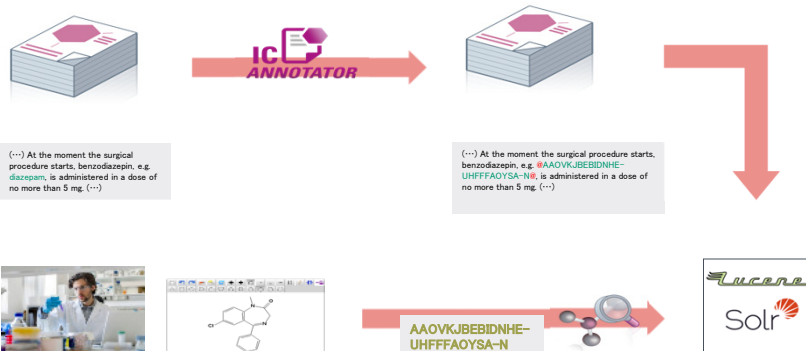 IC
ANNOTATOR
(…) At the moment the surgical
procedure starts, benzodiazepin, e.g.
diazepam, is administered in a dose of
no more than 5 mg. (…)
(…) At the moment the surgical procedure starts,
benzodiazepin, e.g. @AAOVKJBEBIDNHE-
UHFFFAOYSA-N@, is administered in a dose of
no more than 5 mg. (…)
Cl
N
O
N
AAOVKJBEBIDNHE-
UHFFFAOYSA-N
Lucene
Solr